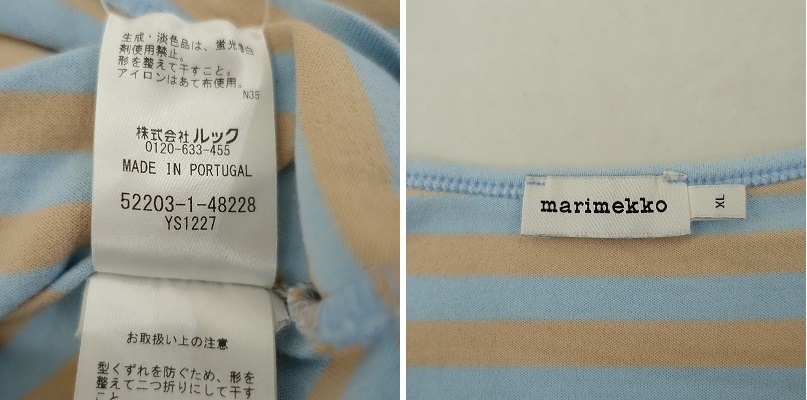 生成・淡色品は、蛍光増白
剤使用禁止。
形を整えて干すこと。
アイロンはあて布使用。
N35
株式会社ルック
0120-633-455
MADE IN PORTUGAL
52203-1-48228
YS1227
お取扱い上の注意
型くずれを防ぐため、形を
整えて二つ折りにして干す
こと。
marimekko
XL